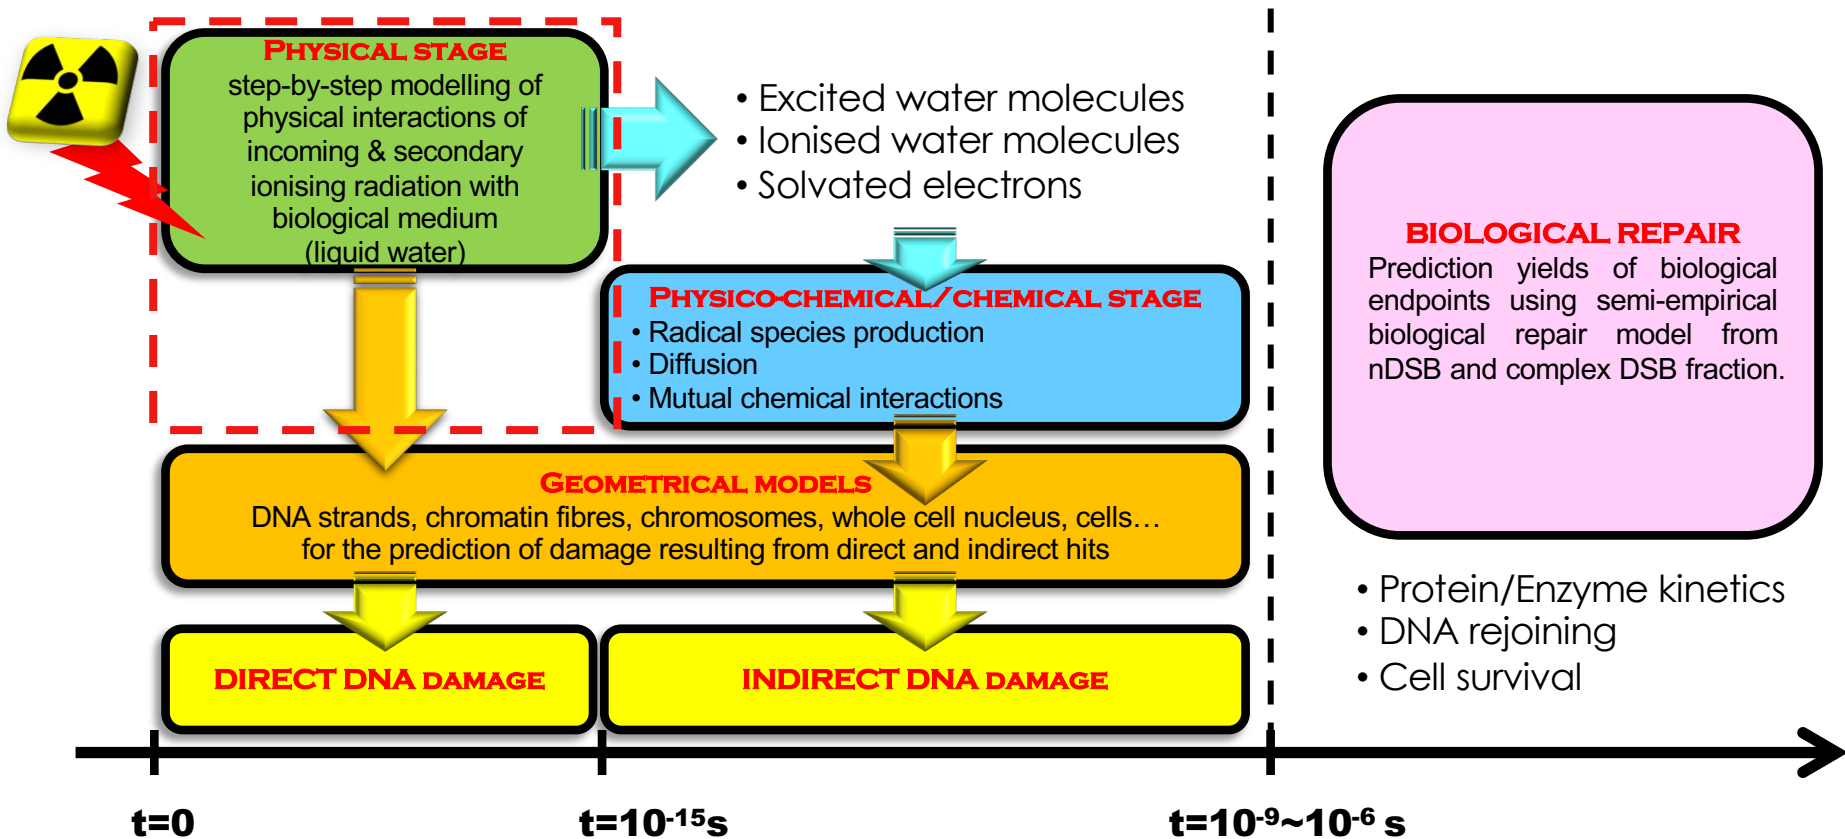 PHYSICAL STAGE
step-by-step modelling of
physical interactions of
incoming & secondary
ionising radiation with
biological medium
(liquid water)
• Excited water molecules
• Ionised water molecules
• Solvated electrons
PHYSICO-CHEMICAL/CHEMICAL STAGE
• Radical species production
• Diffusion
• Mutual chemical interactions
GEOMETRICAL MODELS
DNA strands, chromatin fibres, chromosomes, whole cell nucleus, cells…
for the prediction of damage resulting from direct and indirect hits
DIRECT DNA DAMAGE
INDIRECT DNA DAMAGE
BIOLOGICAL REPAIR
Prediction yields of biological
endpoints using semi-empirical
biological repair model from
nDSB and complex DSB fraction.
• Protein/Enzyme kinetics
• DNA rejoining
• Cell survival
t=0
t=10⁻¹⁵s
t=10⁻⁹~10⁻⁶ s